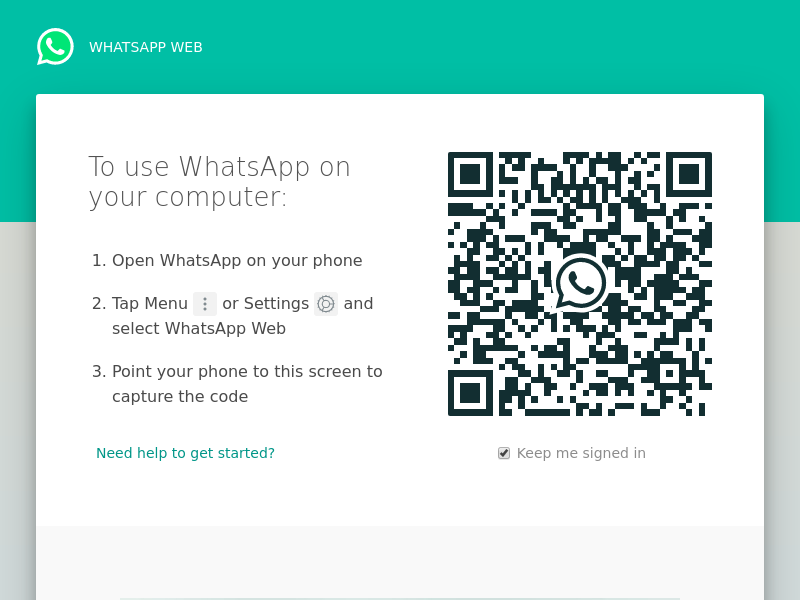 WHATSAPP WEB
To use WhatsApp on
your computer:
1. Open WhatsApp on your phone
2. Tap Menu or Settings and
select WhatsApp Web
3. Point your phone to this screen to
capture the code
Need help to get started?
Keep me signed in